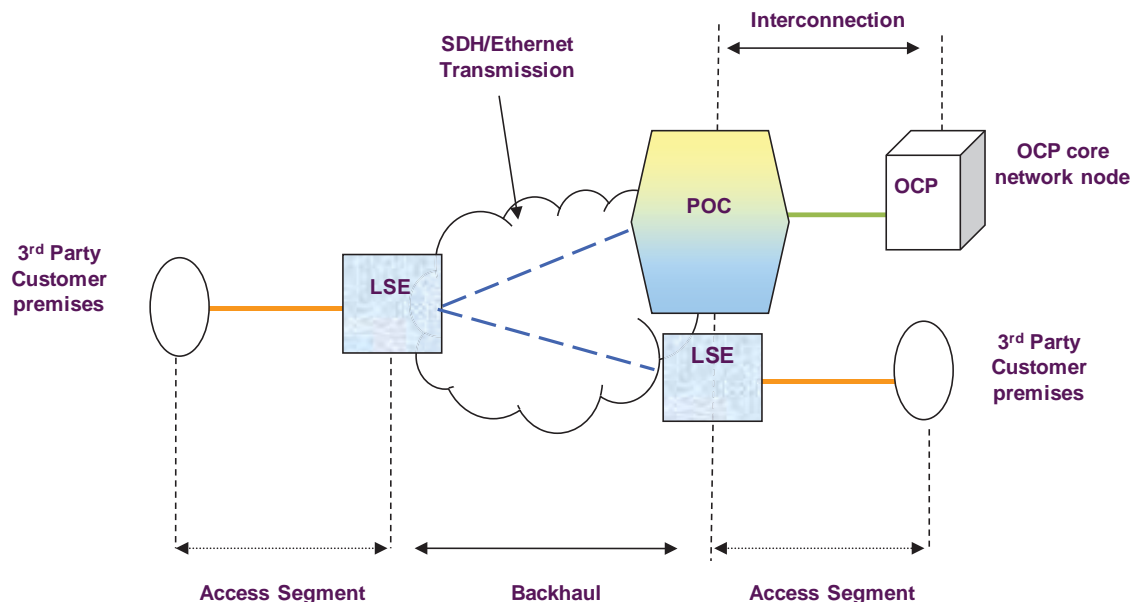 Interconnection
SDH/Ethernet
Transmission
POC
OCP
OCP core
network node
3rd Party
Customer
premises
LSE
LSE
3rd Party
Customer
premises
Access Segment
Backhaul
Access Segment